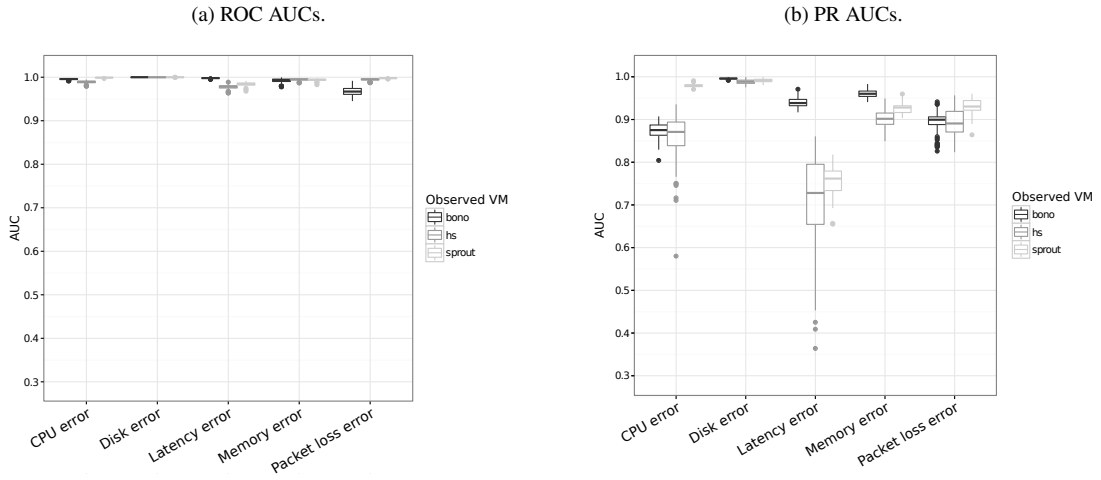 (a) ROC AUCs.
1.0
0.9
0.8
0.7
0.6
0.5
0.4
0.3
AUC
CPU error
Disk error
Latency error
Memory error
Packet loss error
Observed VM
bono
hs
sprout
(b) PR AUCs.
1.0
0.9
0.8
0.7
0.6
0.5
0.4
0.3
AUC
CPU error
Disk error
Latency error
Memory error
Packet loss error
Observed VM
bono
hs
sprout